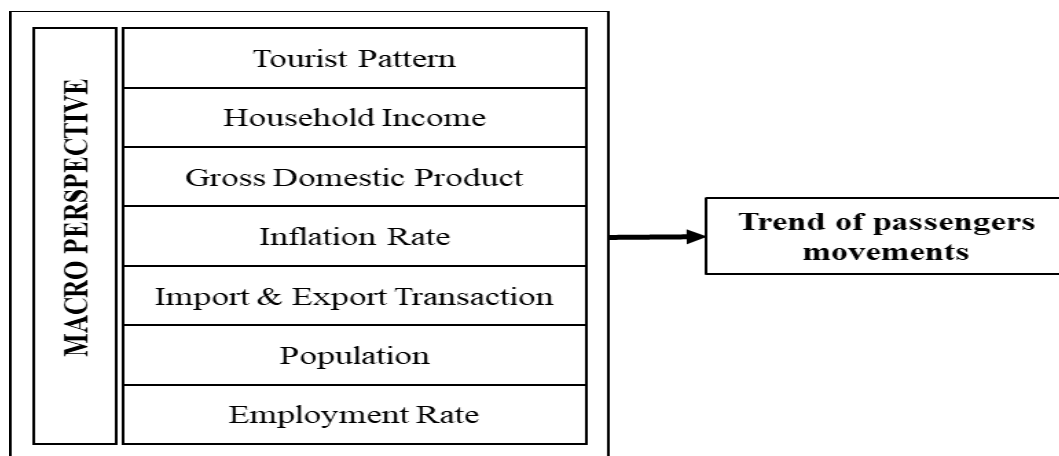 MACRO PERSPECTIVE
Tourist Pattern
Household Income
Gross Domestic Product
Inflation Rate
Import & Export Transaction
Population
Employment Rate
Trend of passengers
movements